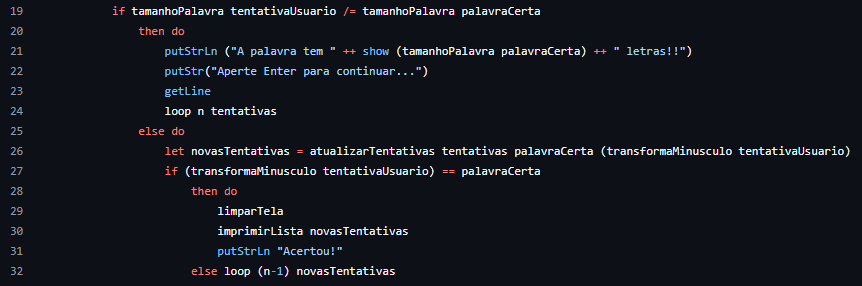 19 if tamanhoPalavra tentativaUsuario /= tamanhoPalavra palavraCerta
20 then do
21 putStrLn ("A palavra tem " ++ show (tamanhoPalavra palavraCerta) ++ " letras!!")
22 putStr("Aperte Enter para continuar...")
23 getLine
24 loop n tentativas
25 else do
26 let novasTentativas = atualizarTentativas tentativas palavraCerta (transformaMinusculo tentativaUsuario)
27 if (transformaMinusculo tentativaUsuario) == palavraCerta
28 then do
29 limparTela
30 imprimirLista novasTentativas
31 putStrLn "Acertou!"
32 else loop (n-1) novasTentativas